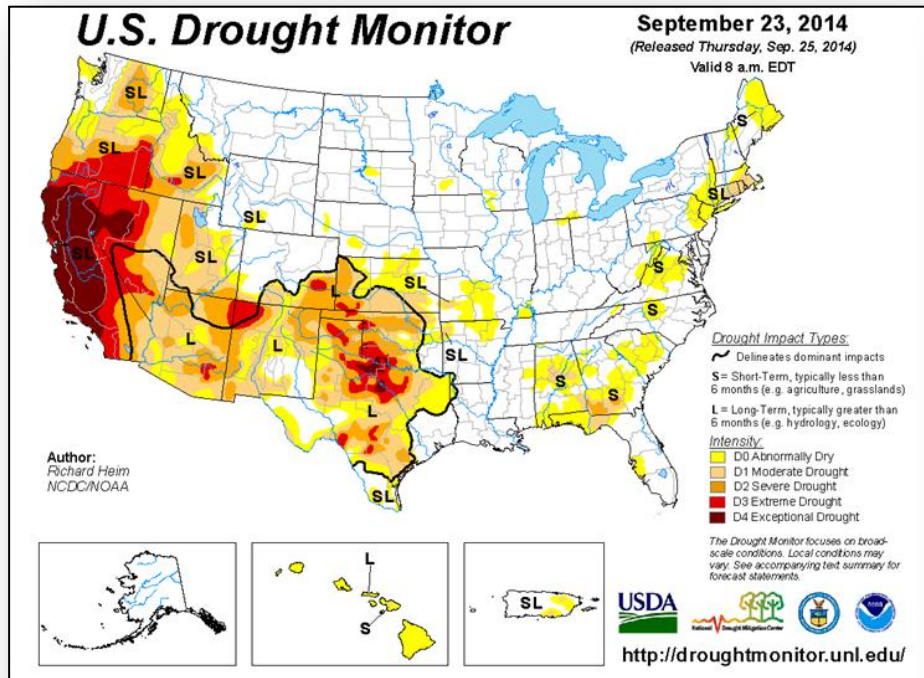 U.S. Drought Monitor
September 23, 2014
(Released Thursday, Sep. 25, 2014)
Valid 8 a.m. EDT
SL
S
SL
SL
SL
SL
S
SL
SL
SL
L
S
L
L
SL
S
S
L
SL
Drought Impact Types:
Delineates dominant impacts
S = Short-Term, typically less than
6 months (e.g. agriculture, grasslands)
L = Long-Term, typically greater than
6 months (e.g. hydrology, ecology)
Intensity:
D0 Abnormally Dry
D1 Moderate Drought
D2 Severe Drought
D3 Extreme Drought
D4 Exceptional Drought
Author:
Richard Heim
NCDC/NOAA
The Drought Monitor focuses on broad-
scale conditions. Local conditions may
vary. See accompanying text summary for
forecast statements.
L
S
SL
USDA
National Drought Mitigation Center
http://droughtmonitor.unl.edu/